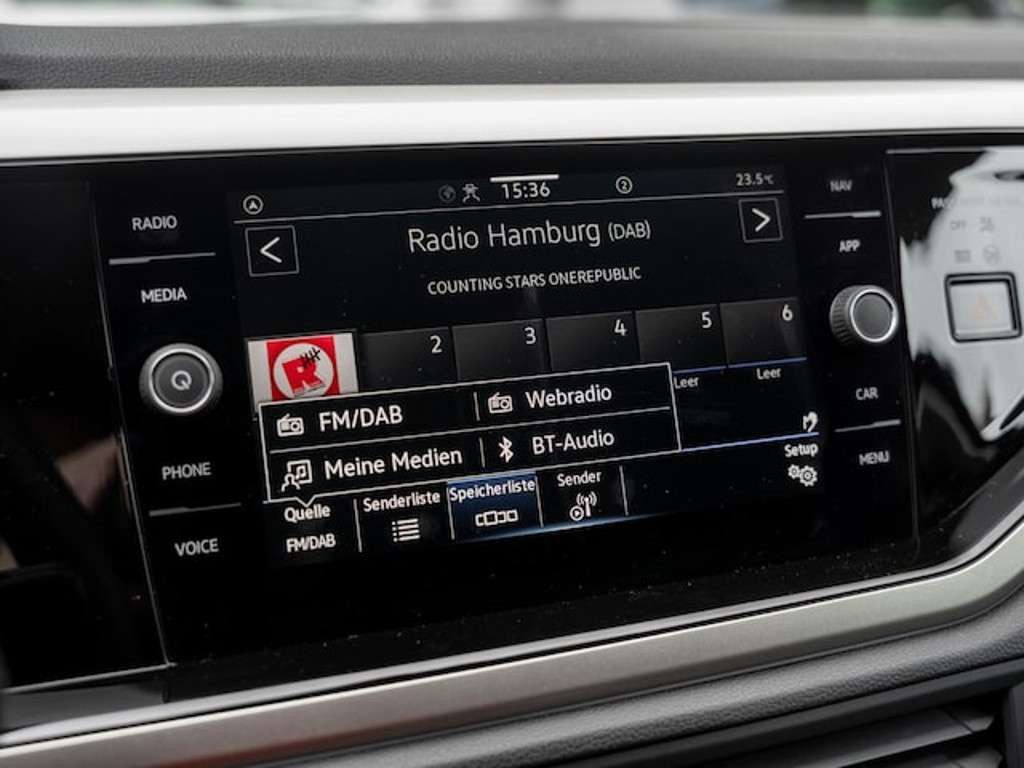 15:36
2
23.5°C
NAV
RADIO
Radio Hamburg (DAB)
APP
MEDIA
COUNTING STARS ONEREPUBLIC
OFF
R
2
3
4
5
6
Leer
Leer
FM/DAB
Webradio
CAR
Meine Medien
BT-Audio
PHONE
Setup
MENU
Quelle
Senderliste
Speicherliste
Sender
FM/DAB
VOICE